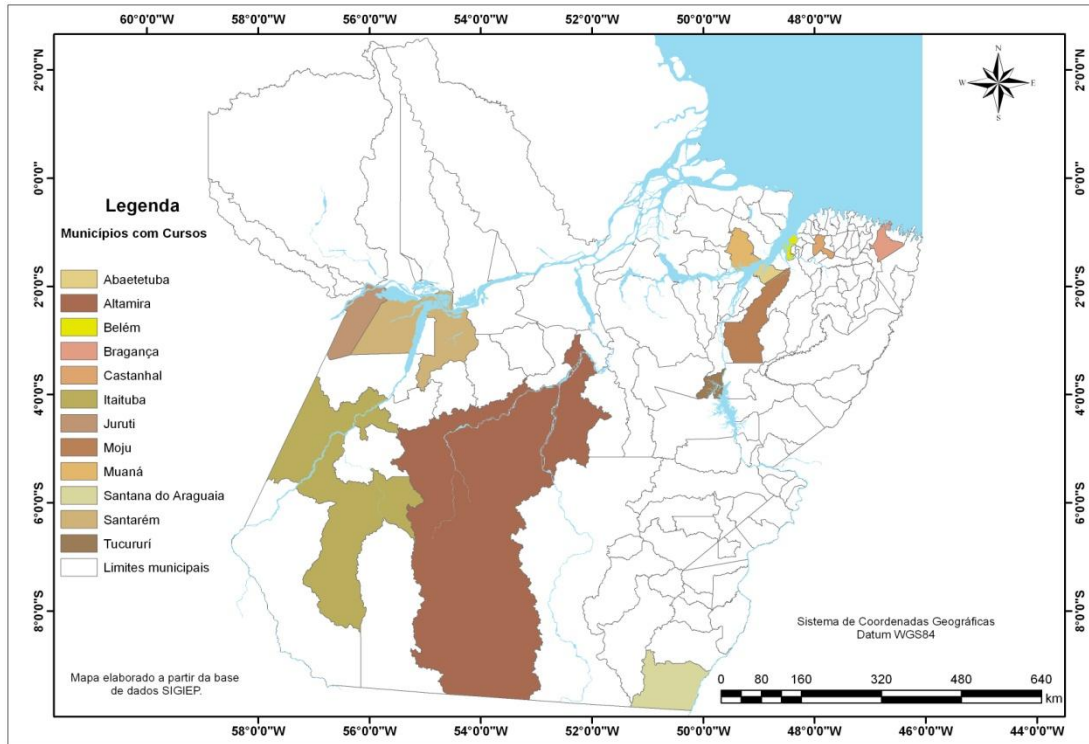 60°0'0"W 58°0'0"W 56°0'0"W 54°0'0"W 52°0'0"W 50°0'0"W 48°0'0"W
2°0'0"N
0°0'0"
2°0'0"S
4°0'0"S
6°0'0"S
8°0'0"S
N
W E
S
2°0'0"N
0°0'0"
2°0'0"S
4°0'0"S
6°0'0"S
8°0'0"S
Legenda
Municípios com Cursos
Abaetetuba
Altamira
Belém
Bragança
Castanhal
Itaituba
Juruti
Moju
Muaná
Santana do Araguaia
Santarém
Tucururí
Limites municipais
Mapa elaborado a partir da base
de dados SIGIEP.
Sistema de Coordenadas Geográficas
Datum WGS84
0 80 160 320 480 640
km
58°0'0"W 56°0'0"W 54°0'0"W 52°0'0"W 50°0'0"W 48°0'0"W 46°0'0"W 44°0'0"W